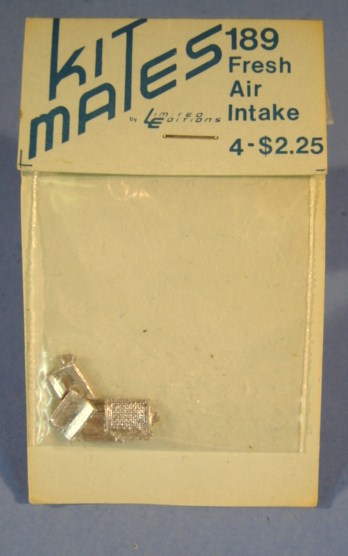 KIT MATES
by LIMITED EDITIONS
189
Fresh
Air
Intake
4-$2.25